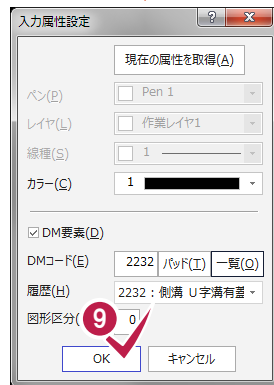 入力属性設定
現在の属性を取得(A)
ペン(P) Pen 1
レイヤ(L) 作業レイヤ1
線種(S) 1
カラー(C) 1
DM要素(D)
DMコード(E) 2232 パッド(T) 一覧(O)
履歴(H) 2232：側溝 U字溝有蓋
図形区分( 0
9
OK キャンセル